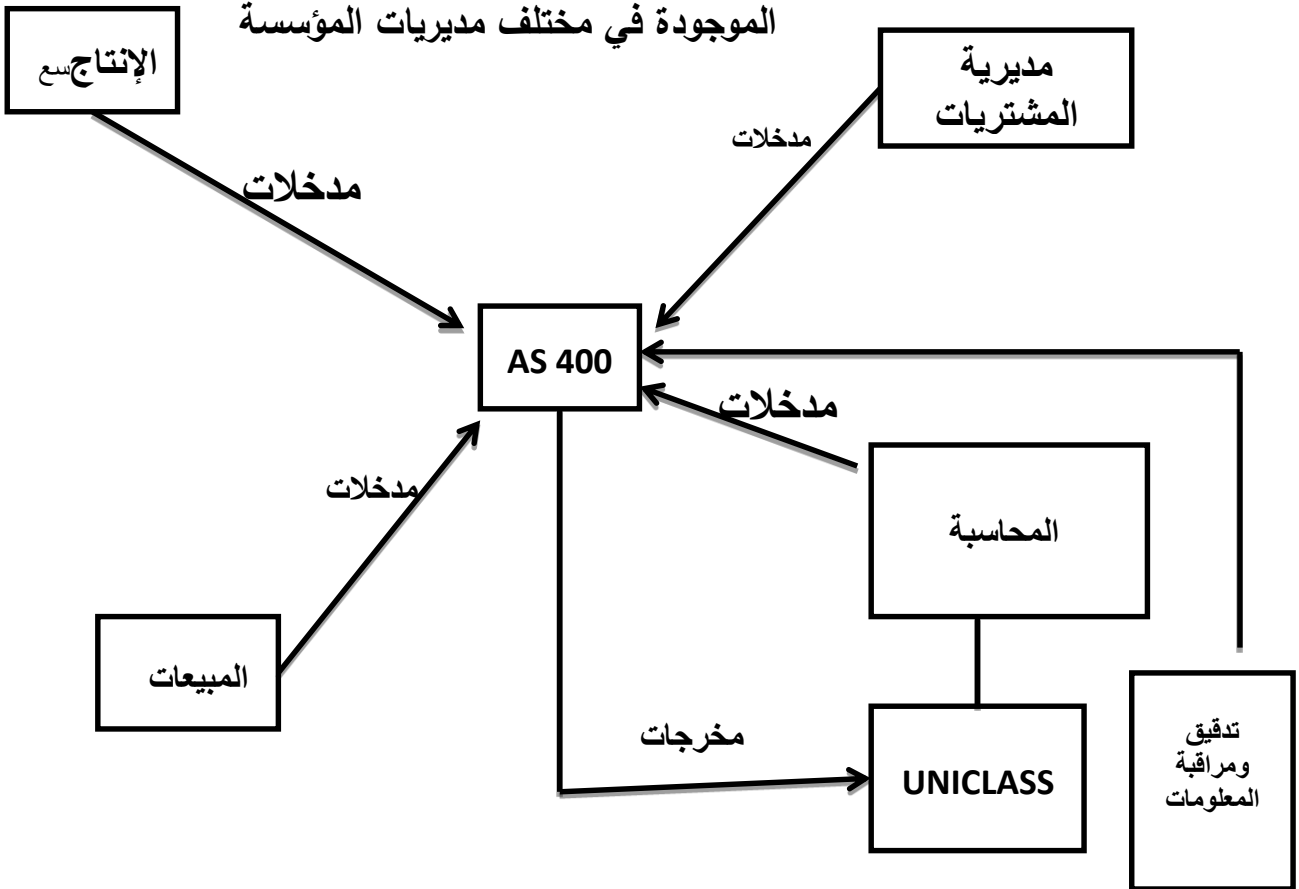 الموجودة في مختلف مديريات المؤسسة
الإنتاجسع
مديرية
المشتريات
مدخلات
مدخلات
AS 400
مدخلات
مدخلات
المحاسبة
المبيعات
مخرجات
UNICLASS
تدقيق
ومراقبة
المعلومات